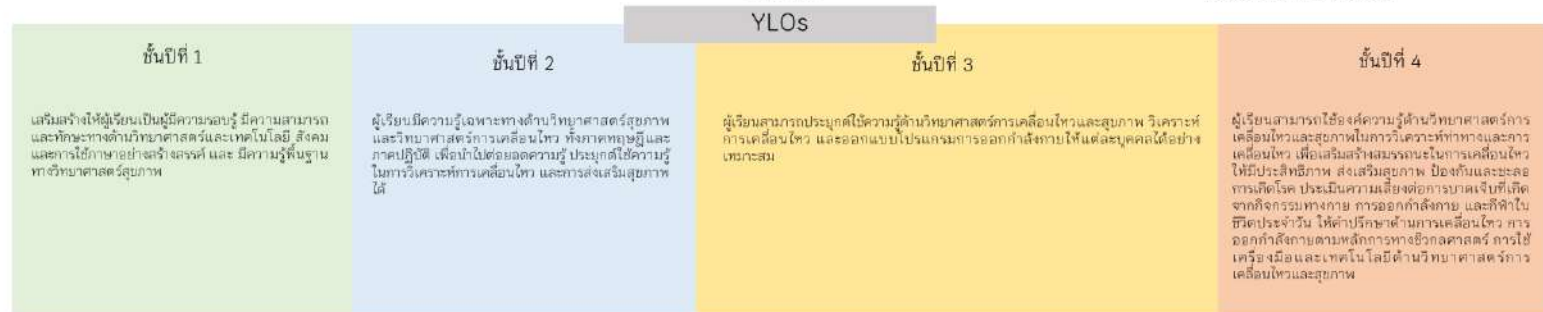 YLOs
ชั้นปีที่ 1
เสริมสร้างให้ผู้เรียนเป็นผู้มีความรอบรู้ มีความสามารถ
และทักษะทางด้านวิทยาศาสตร์และเทคโนโลยี สังคม
และการใช้ภาษาอย่างสร้างสรรค์ และ มีความรู้พื้นฐาน
ทางวิทยาศาสตร์สุขภาพ
ชั้นปีที่ 2
ผู้เรียนมีความรู้เฉพาะทางด้านวิทยาศาสตร์สุขภาพ
และวิทยาศาสตร์การเคลื่อนไหว ทั้งภาคทฤษฎีและ
ภาคปฏิบัติ เพื่อนำไปต่อยอดความรู้ ประยุกต์ใช้ความรู้
ในการวิเคราะห์การเคลื่อนไหว และการส่งเสริมสุขภาพ
ได้
ชั้นปีที่ 3
ผู้เรียนสามารถประยุกต์ใช้ความรู้ด้านวิทยาศาสตร์การเคลื่อนไหวและสุขภาพ วิเคราะห์
การเคลื่อนไหว และออกแบบโปรแกรมการออกกำลังกายให้แต่ละบุคคลได้อย่าง
เหมาะสม
ชั้นปีที่ 4
ผู้เรียนสามารถใช้องค์ความรู้ด้านวิทยาศาสตร์การ
เคลื่อนไหวและสุขภาพในการวิเคราะห์ท่าทางและการ
เคลื่อนไหว เพื่อเสริมสร้างสมรรถนะในการเคลื่อนไหว
ให้มีประสิทธิภาพ ส่งเสริมสุขภาพ ป้องกันและชะลอ
การเกิดโรค ประเมินความเสี่ยงต่อการบาดเจ็บที่เกิด
จากกิจกรรมทางกาย การออกกำลังกาย และกีฬาใน
ชีวิตประจำวัน ให้คำปรึกษาด้านการเคลื่อนไหว การ
ออกกำลังกายตามหลักการทางชีวกลศาสตร์ การใช้
เครื่องมือและเทคโนโลยีด้านวิทยาศาสตร์การ
เคลื่อนไหวและสุขภาพ